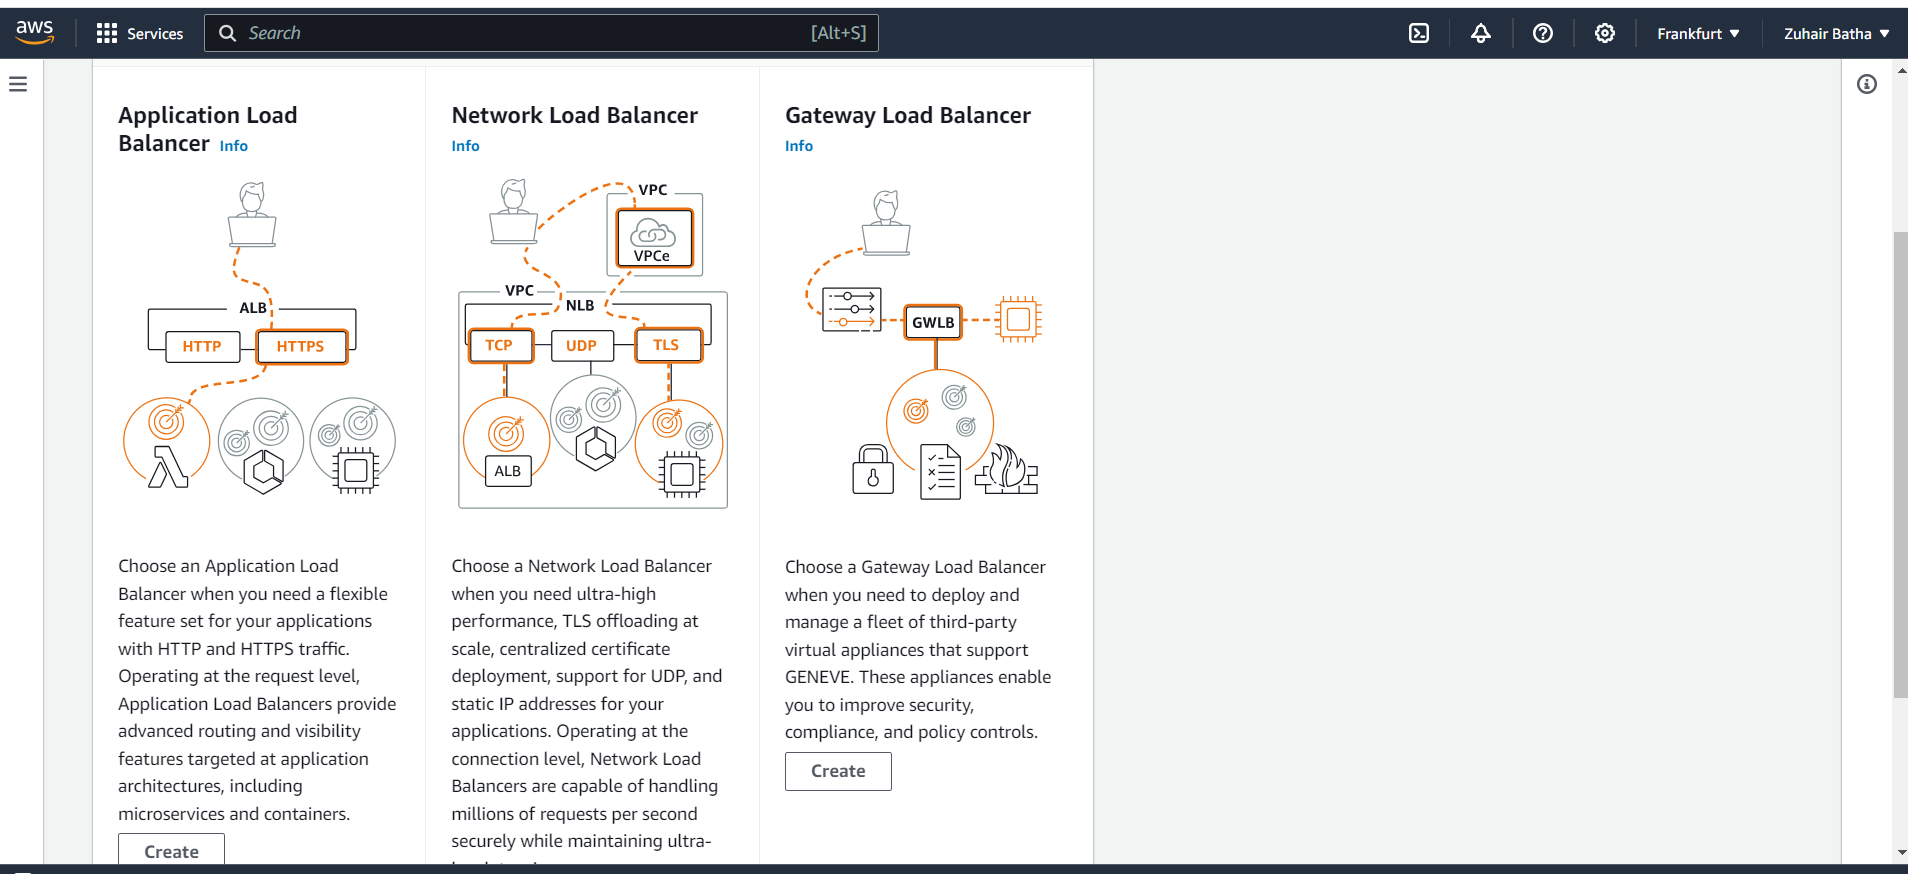 aws
Services
Search
[Alt+S]
Frankfurt ▼
Zuhair Batha ▼
Application Load
Balancer Info
ALB
HTTP
HTTPS
Choose an Application Load
Balancer when you need a flexible
feature set for your applications
with HTTP and HTTPS traffic.
Operating at the request level,
Application Load Balancers provide
advanced routing and visibility
features targeted at application
architectures, including
microservices and containers.
Create
Network Load Balancer
Info
VPC
VPCe
VPC
NLB
TCP
UDP
TLS
ALB
Choose a Network Load Balancer
when you need ultra-high
performance, TLS offloading at
scale, centralized certificate
deployment, support for UDP, and
static IP addresses for your
applications. Operating at the
connection level, Network Load
Balancers are capable of handling
millions of requests per second
securely while maintaining ultra-
Gateway Load Balancer
Info
GWLB
Choose a Gateway Load Balancer
when you need to deploy and
manage a fleet of third-party
virtual appliances that support
GENEVE. These appliances enable
you to improve security,
compliance, and policy controls.
Create